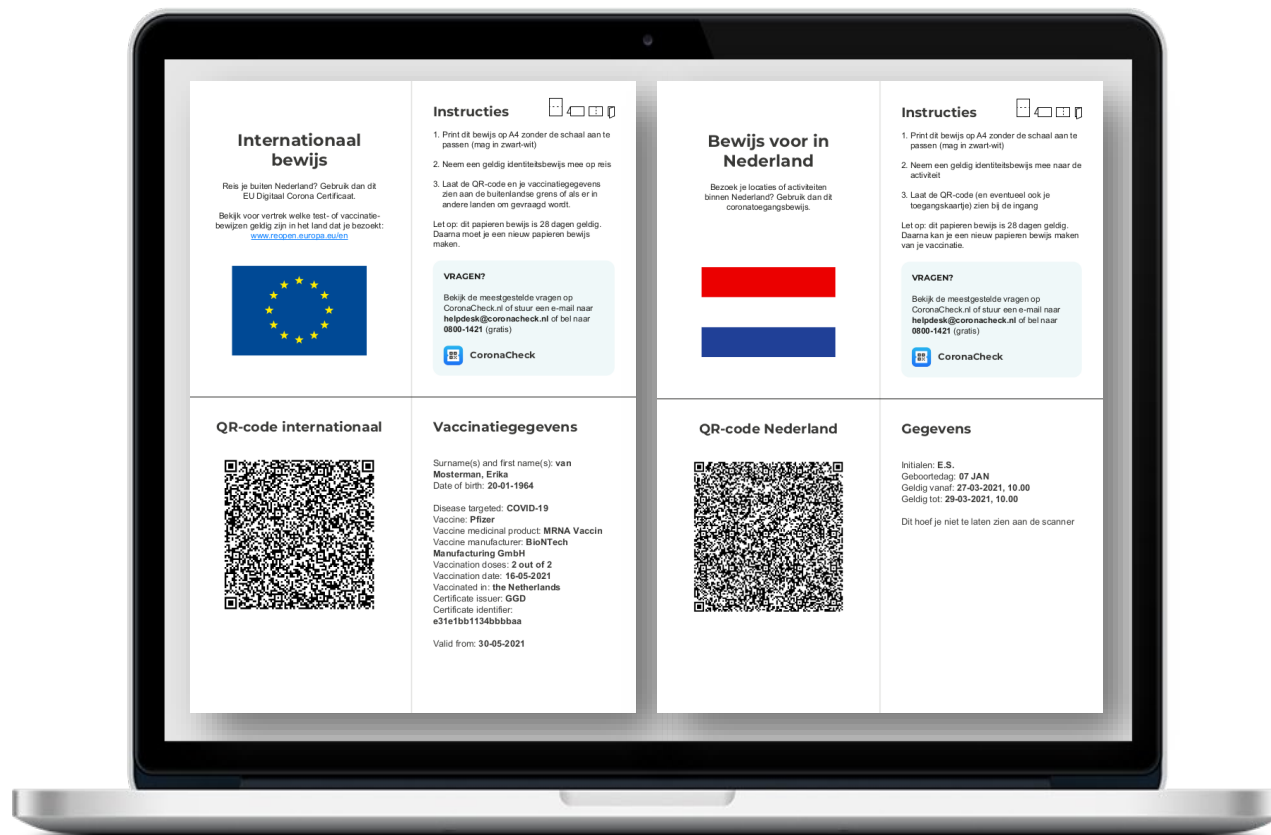 Internationaal
bewijs
Reis je buiten Nederland? Gebruik dan dit
EU Digitaal Corona Certificaat.
Bekijk voor vertrek welke test- of vaccinatie-
bewijzen geldig zijn in het land dat je bezoekt:
www.reopen.europa.eu/en
Instructies
1. Print dit bewijs op A4 zonder de schaal aan te
passen (mag in zwart-wit)
2. Neem een geldig identiteitsbewijs mee op reis
3. Laat de QR-code en je vaccinatiegegevens
zien aan de buitenlandse grens of als er in
andere landen om gevraagd wordt.
Let op: dit papieren bewijs is 28 dagen geldig.
Daarna moet je een nieuw papieren bewijs
maken.
VRAGEN?
Bekijk de meestgestelde vragen op
CoronaCheck.nl of stuur een e-mail naar
helpdesk@coronacheck.nl of bel naar
0800-1421 (gratis)
CoronaCheck
QR-code internationaal
Vaccinatiegegevens
Surname(s) and first name(s): van
Mosterman, Erika
Date of birth: 20-01-1964
Disease targeted: COVID-19
Vaccine: Pfizer
Vaccine medicinal product: MRNA Vaccin
Vaccine manufacturer: BioNTech
Manufacturing GmbH
Vaccination doses: 2 out of 2
Vaccination date: 16-05-2021
Vaccinated in: the Netherlands
Certificate issuer: GGD
Certificate identifier:
e31e1bb1134bbbbaa
Valid from: 30-05-2021
Bewijs voor in
Nederland
Bezoek je locaties of activiteiten
binnen Nederland? Gebruik dan dit
coronatoegangsbewijs.
Instructies
1. Print dit bewijs op A4 zonder de schaal aan te
passen (mag in zwart-wit)
2. Neem een geldig identiteitsbewijs mee naar de
activiteit
3. Laat de QR-code (en eventueel ook je
toegangskaartje) zien bij de ingang
Let op: dit papieren bewijs is 28 dagen geldig.
Daarna kan je een nieuw papieren bewijs maken
van je vaccinatie.
VRAGEN?
Bekijk de meestgestelde vragen op
CoronaCheck.nl of stuur een e-mail naar
helpdesk@coronacheck.nl of bel naar
0800-1421 (gratis)
CoronaCheck
QR-code Nederland
Gegevens
Initialen: E.S.
Geboortedag: 07 JAN
Geldig vanaf: 27-03-2021, 10.00
Geldig tot: 29-03-2021, 10.00
Dit hoef je niet te laten zien aan de scanner